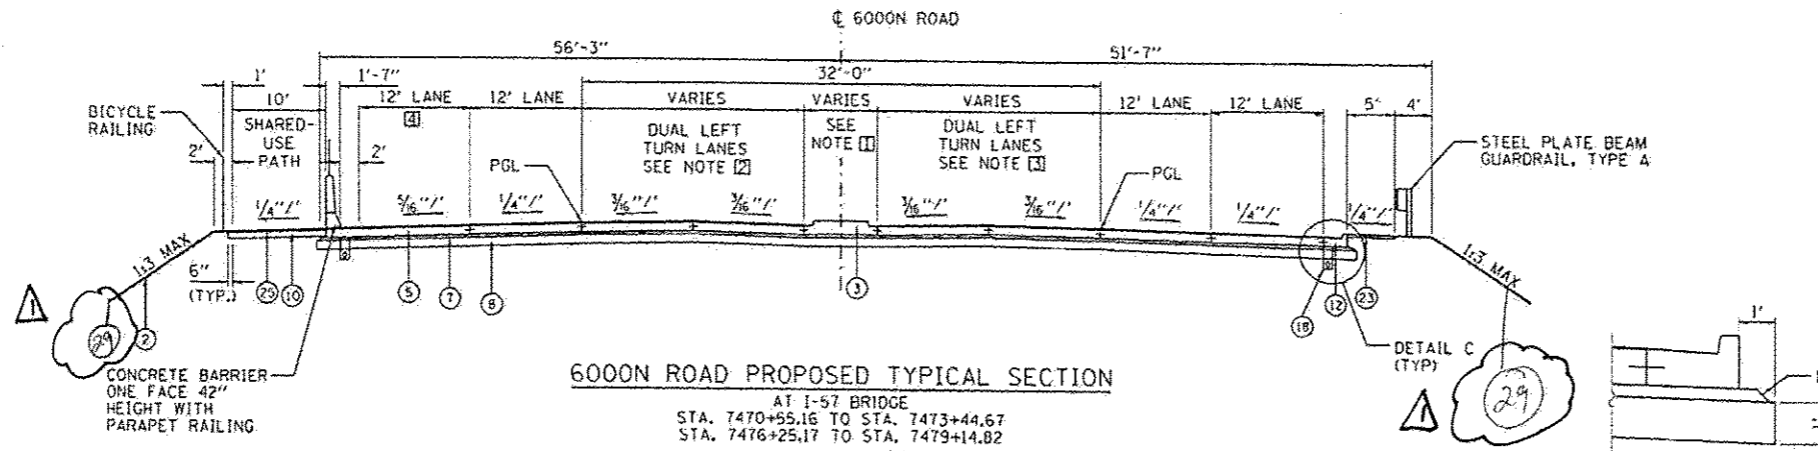 ℄ 6000N ROAD
56'-3"
51'-7"
1'
1'-7"
32'-0"
10'
12' LANE
4
12' LANE
VARIES
VARIES
VARIES
12' LANE
12' LANE
5'
4'
BICYCLE
RAILING
SHARED-
USE
PATH
2'
2'
DUAL LEFT
TURN LANES
SEE NOTE 2
SEE
NOTE 1
DUAL LEFT
TURN LANES
SEE NOTE 3
PGL
PGL
STEEL PLATE BEAM
GUARDRAIL, TYPE A
1/4"/'
5/16"/'
1/4"/'
3/16"/'
3/16"/'
3/16"/'
3/16"/'
1/4"/'
1/4"/'
1/4"/'
1:3 MAX
1:3 MAX
6"
(TYP.)
25
10
5
7
8
3
18
12
23
1
29
2
CONCRETE BARRIER
ONE FACE 42"
HEIGHT WITH
PARAPET RAILING
DETAIL C
(TYP)
1
29
1'
6000N ROAD PROPOSED TYPICAL SECTION
AT I-57 BRIDGE
STA. 7470+55.16 TO STA. 7473+44.67
STA. 7476+25.17 TO STA. 7479+14.82